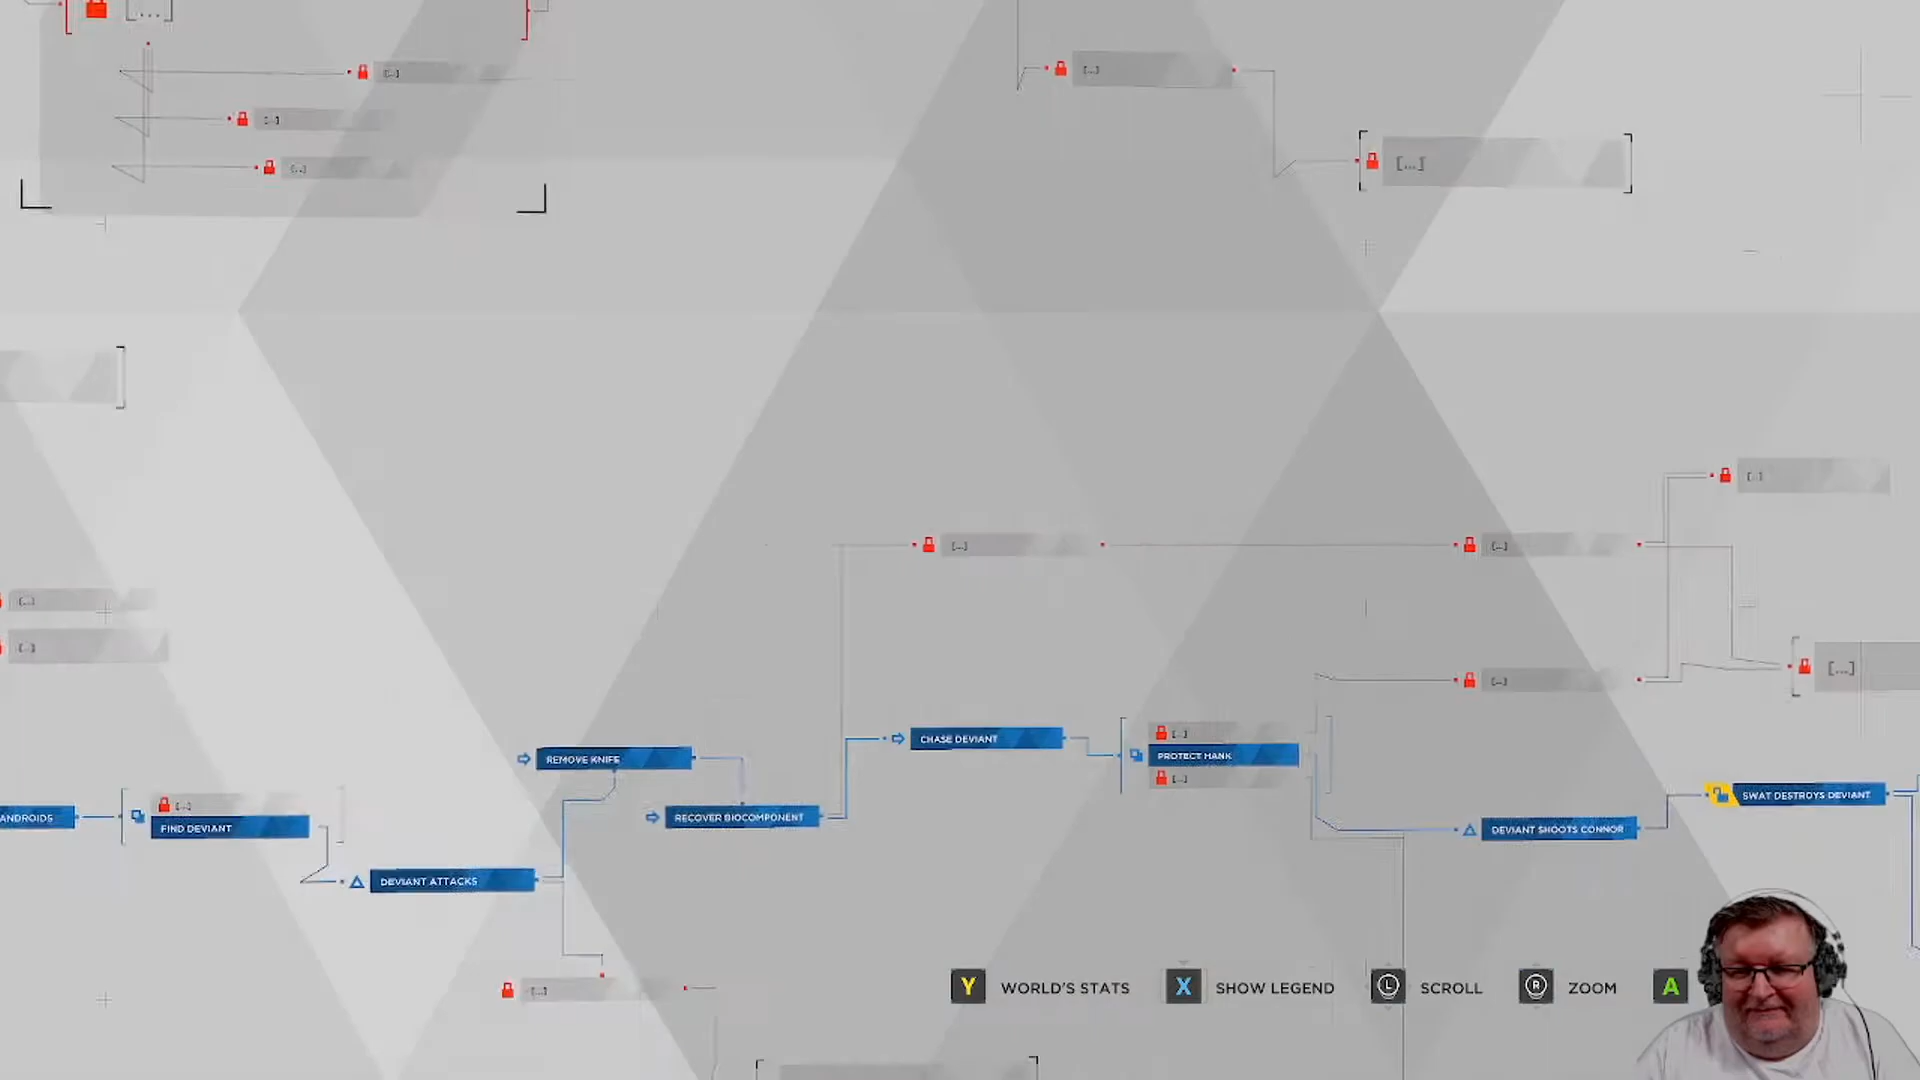 [...]
[...]
[...]
[...]
[...]
[...]
[...]
[...]
[...]
[...]
[...]
[...]
[...]
[...]
CHASE DEVIANT
[...]
REMOVE KNIFE
PROTECT HANK
[...]
SWAT DESTROYS DEVIANT
[...]
ANDROIDS
RECOVER BIOCOMPONENT
FIND DEVIANT
DEVIANT SHOOTS CONNOR
DEVIANT ATTACKS
[...]
Y WORLD'S STATS X SHOW LEGEND L SCROLL R ZOOM A